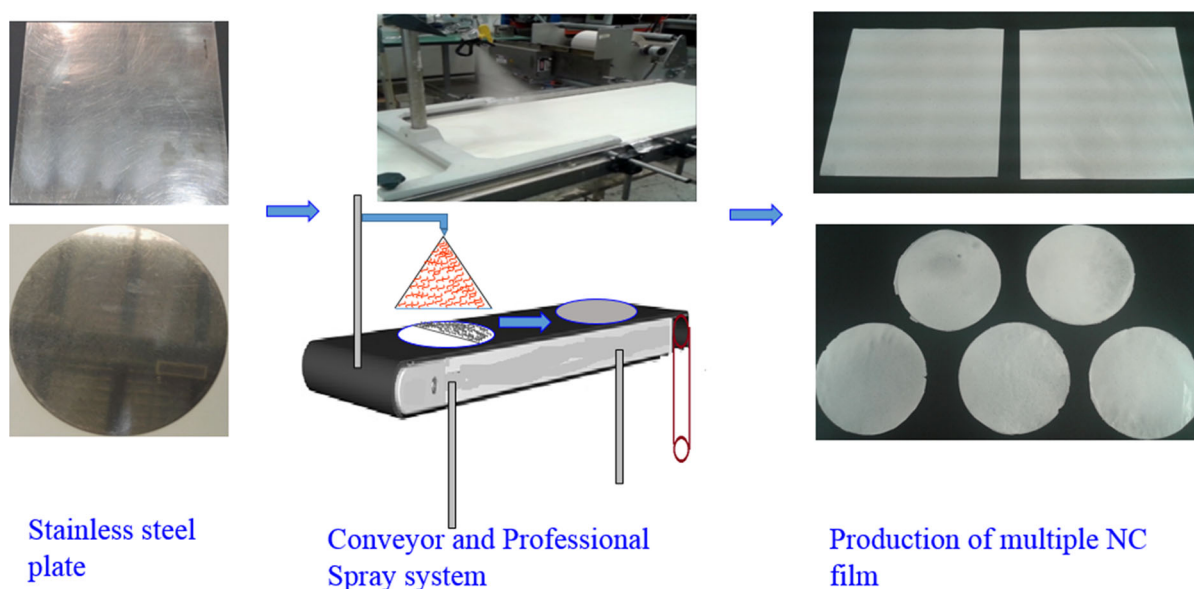 Stainless steel
plate
Conveyor and Professional
Spray system
Production of multiple NC
film